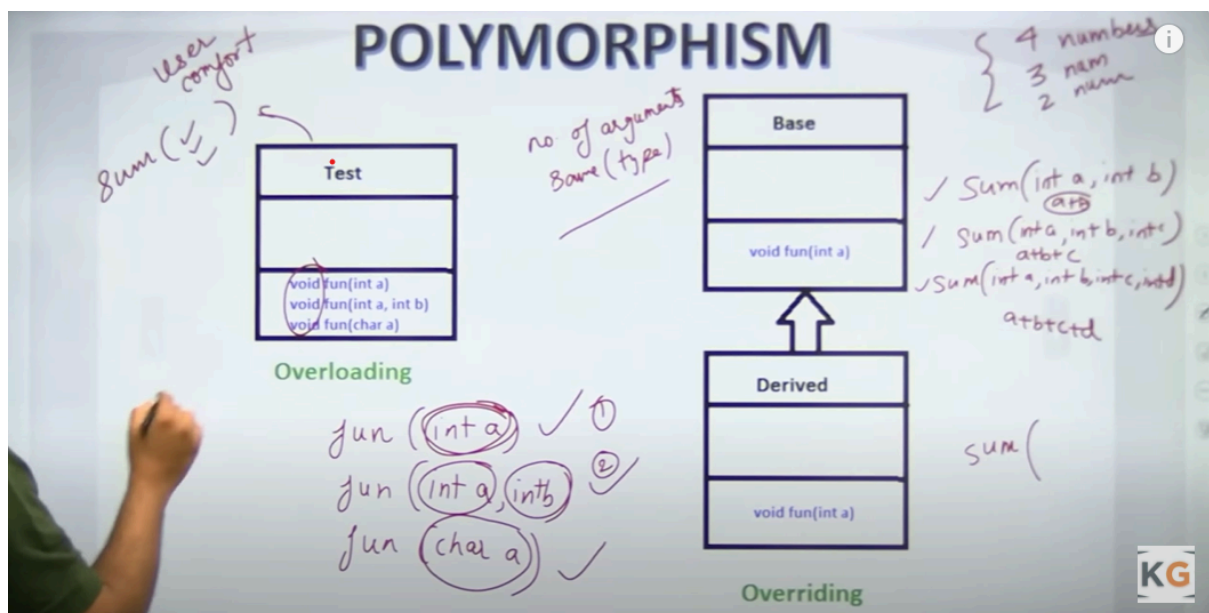 POLYMORPHISM
user
comfort
sum(
)
Test
void fun(int a)
void fun(int a, int b)
void fun(char a)
Overloading
no. of arguments
same (type)
Base
void fun(int a)
Derived
void fun(int a)
Overriding
4 numbers
3 num
2 num
sum(int a, int b)
a+b
sum(int a, int b, int c)
a+b+c
sum(int a, int b, int c, int d)
a+b+c+d
sum(
fun (int a) 1
fun (int a, int b) 2
fun (char a)
i
KG